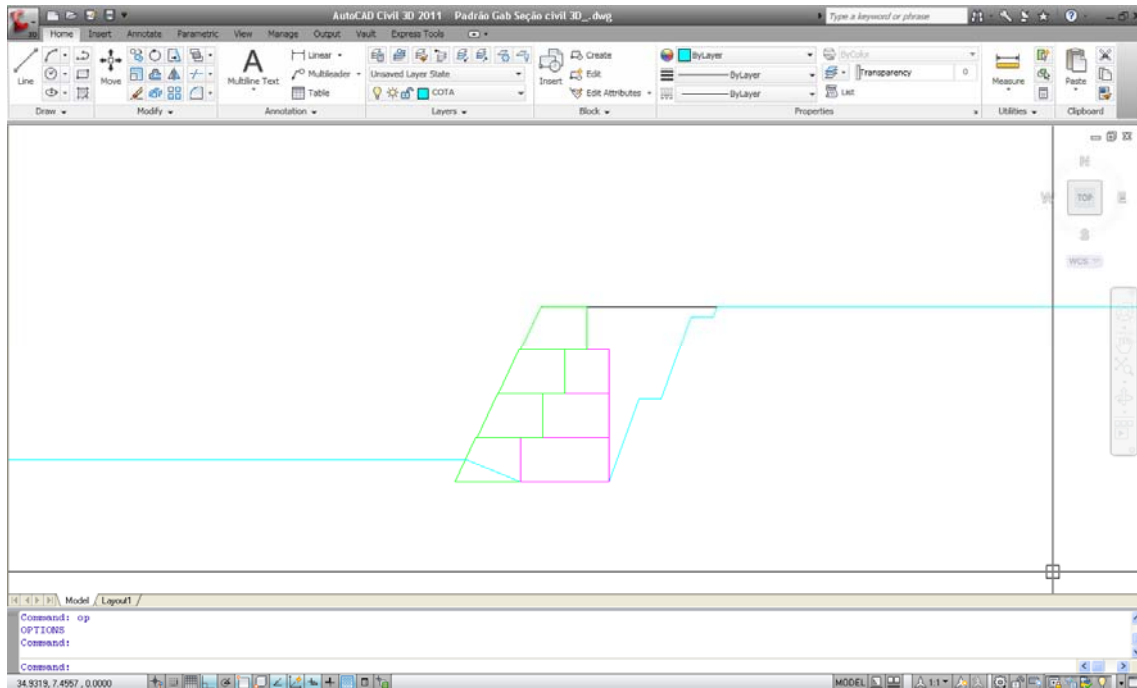 AutoCAD Civil 3D 2011 Padrão Gab Seção civil 3D_.dwg
Type a keyword or phrase
3D
Home Insert Annotate Parametric View Manage Output Vault Express Tools
Line
Move
Multiline Text
Linear
Multileader
Table
Unsaved Layer State
COTA
Insert
Create
Edit
Edit Attributes
ByLayer
ByLayer
ByLayer
ByColor
Transparency 0
List
Measure
Paste
Draw Modify Annotation Layers Block Properties Utilities Clipboard
N
W TOP E
S
WCS
Model / Layout1 /
Command: op
OPTIONS
Command:
Command:
34.9319, 7.4557 , 0.0000
MODEL
1:1